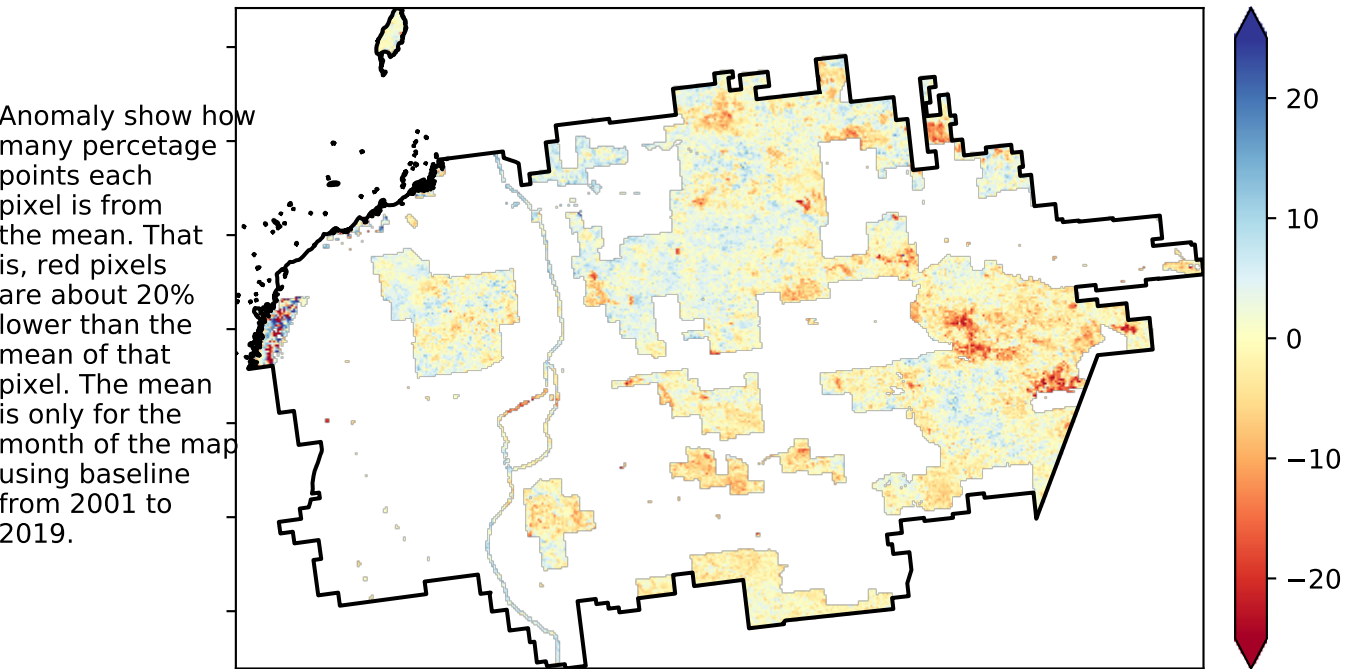 Anomaly show how
many percetage
points each
pixel is from
the mean. That
is, red pixels
are about 20%
lower than the
mean of that
pixel. The mean
is only for the
month of the map
using baseline
from 2001 to
2019.
20
10
0
−10
−20